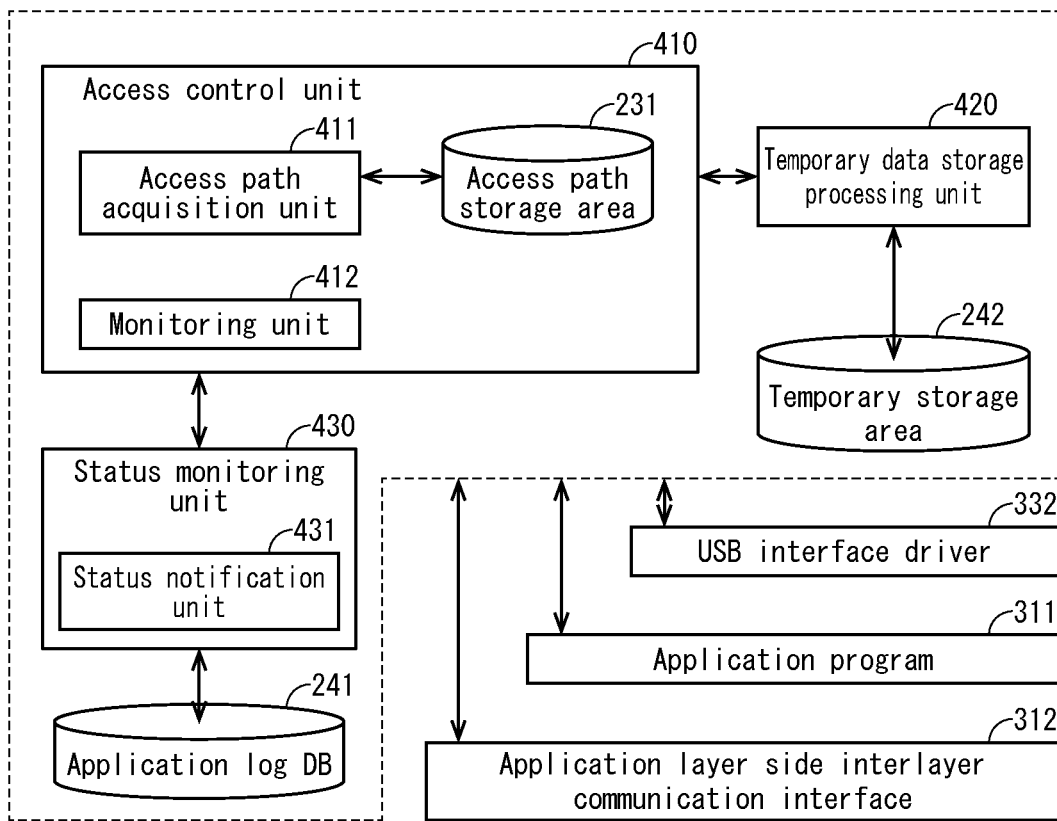 410
Access control unit
411
Access path
acquisition unit
231
Access path
storage area
420
Temporary data storage
processing unit
412
Monitoring unit
242
Temporary storage
area
430
Status monitoring
unit
431
Status notification
unit
332
USB interface driver
311
Application program
241
Application log DB
312
Application layer side interlayer
communication interface